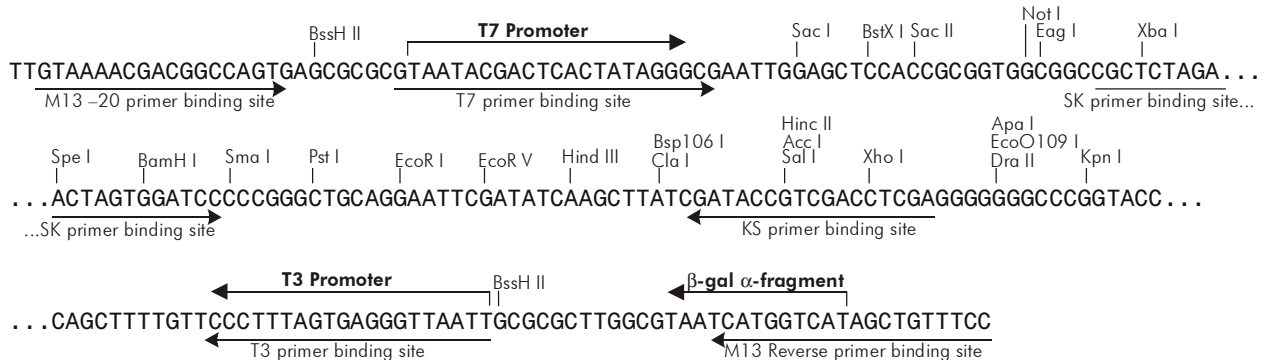 Not I
BssH II T7 Promoter Sac I BstX I Sac II Eag I Xba I
TTGTAAAACGACGGCCAGTGAGCGCGCGTAATACGACTCACTATAGGGCGAATTGGAGCTCCACCGCGGTGGCGGCCGCTCTAGA...
M13 –20 primer binding site T7 primer binding site SK primer binding site...
Hinc II Apa I
Bsp106 I Acc I EcoO109 I
Spe I BamH I Sma I Pst I EcoR I EcoR V Hind III Cla I Sal I Xho I Dra II Kpn I
...ACTAGTGGATCCCCCGGGCTGCAGGAATTCGATATCAAGCTTATCGATACCGTCGACCTCGAGGGGGGGCCCGGTACC...
...SK primer binding site KS primer binding site
T3 Promoter BssH II β-gal α-fragment
...CAGCTTTTGTTCCCTTTAGTGAGGGTTAATTGCGCGCTTGGCGTAATCATGGTCATAGCTGTTTCC
T3 primer binding site M13 Reverse primer binding site